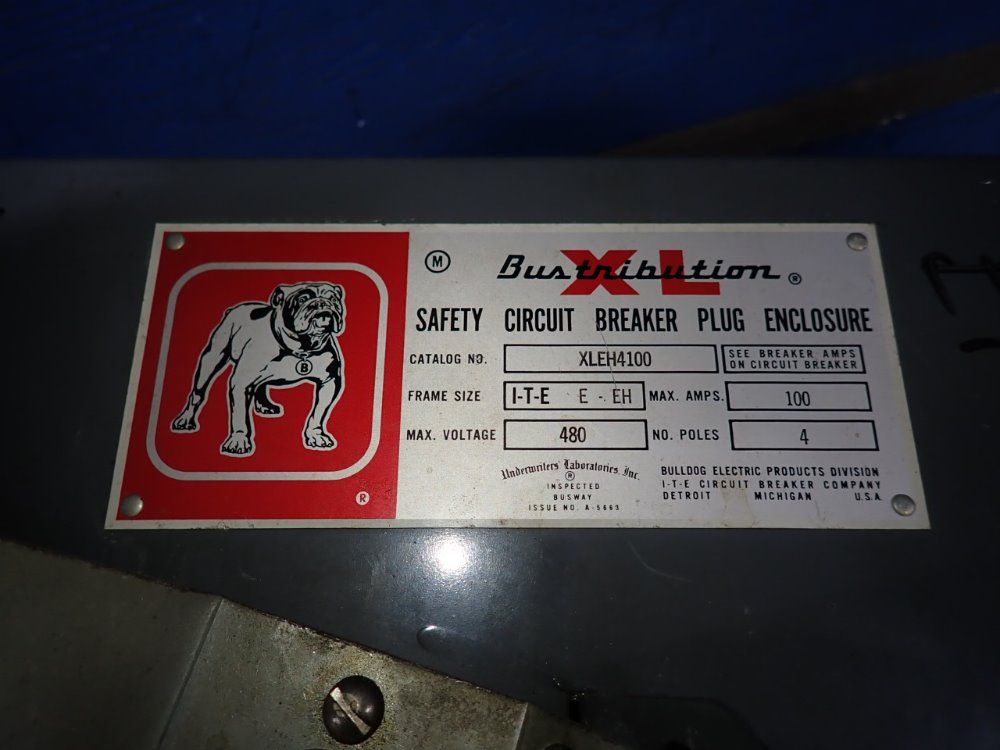 M
XL
Bustribution ®
SAFETY CIRCUIT BREAKER PLUG ENCLOSURE
CATALOG NO. XLEH4100 SEE BREAKER AMPS
ON CIRCUIT BREAKER
FRAME SIZE I-T-E E - EH MAX. AMPS. 100
MAX. VOLTAGE 480 NO. POLES 4
B
®
Underwriters' Laboratories, Inc.
®
INSPECTED
BUSWAY
ISSUE NO. A-5663
BULLDOG ELECTRIC PRODUCTS DIVISION
I-T-E CIRCUIT BREAKER COMPANY
DETROIT MICHIGAN U.S.A.